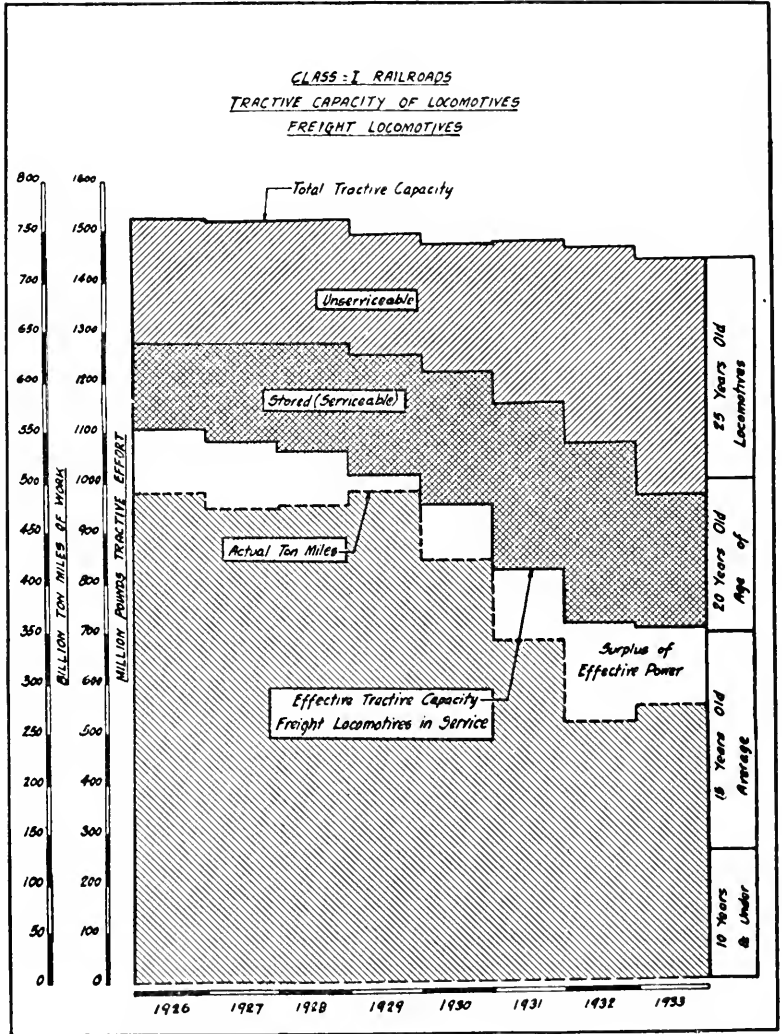 CLASS=I RAILROADS
TRACTIVE CAPACITY OF LOCOMOTIVES
FREIGHT LOCOMOTIVES
800
750
700
650
600
550
500
450
400
350
300
250
200
150
100
50
0
BILLION TON MILES OF WORK
1600
1500
1400
1300
1200
1100
1000
900
800
700
600
500
400
300
200
100
0
MILLION POUNDS TRACTIVE EFFORT
Total Tractive Capacity
Unserviceable
Stored (Serviceable)
Actual Ton Miles
Surplus of
Effective Power
Effective Tractive Capacity
Freight Locomotives in Service
25 Years Old
Locomotives
20 Years Old
Age of
15 Years Old
Average
10 Years
& Under
1926 1927 1928 1929 1930 1931 1932 1933